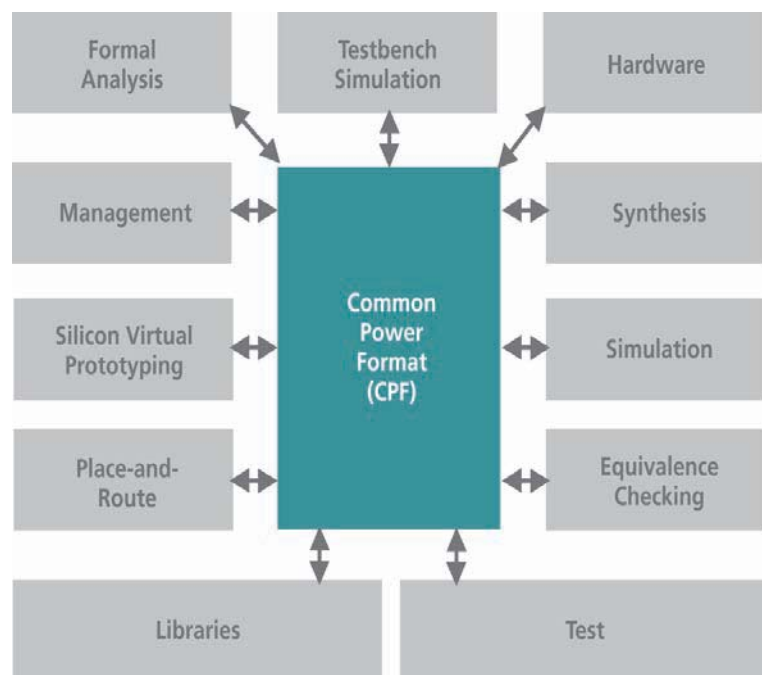 Formal
Analysis
Testbench
Simulation
Hardware
Management
Synthesis
Common
Power
Format
(CPF)
Silicon Virtual
Prototyping
Simulation
Place-and-
Route
Equivalence
Checking
Libraries
Test